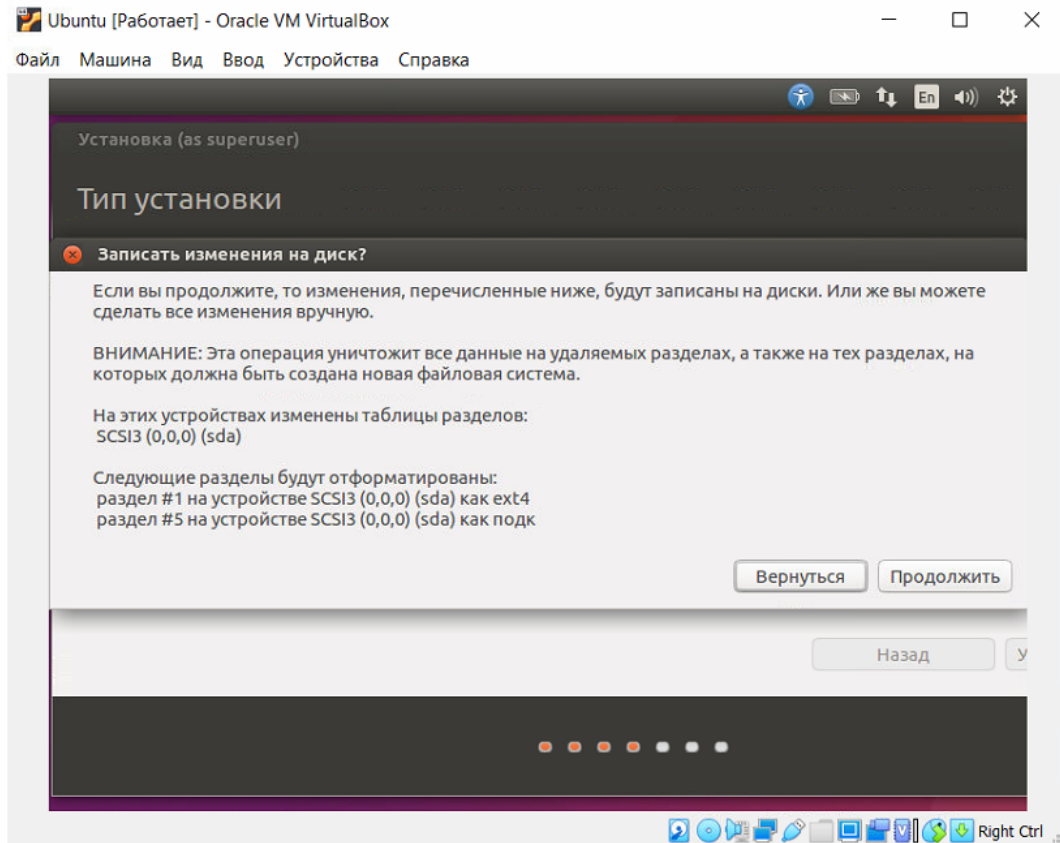 Ubuntu [Работает] - Oracle VM VirtualBox
Файл Машина Вид Ввод Устройства Справка
En
Установка (as superuser)
Тип установки
Записать изменения на диск?
Если вы продолжите, то изменения, перечисленные ниже, будут записаны на диски. Или же вы можете
сделать все изменения вручную.
ВНИМАНИЕ: Эта операция уничтожит все данные на удаляемых разделах, а также на тех разделах, на
которых должна быть создана новая файловая система.
На этих устройствах изменены таблицы разделов:
SCSI3 (0,0,0) (sda)
Следующие разделы будут отформатированы:
раздел #1 на устройстве SCSI3 (0,0,0) (sda) как ext4
раздел #5 на устройстве SCSI3 (0,0,0) (sda) как подк
Вернуться Продолжить
Назад У
Right Ctrl